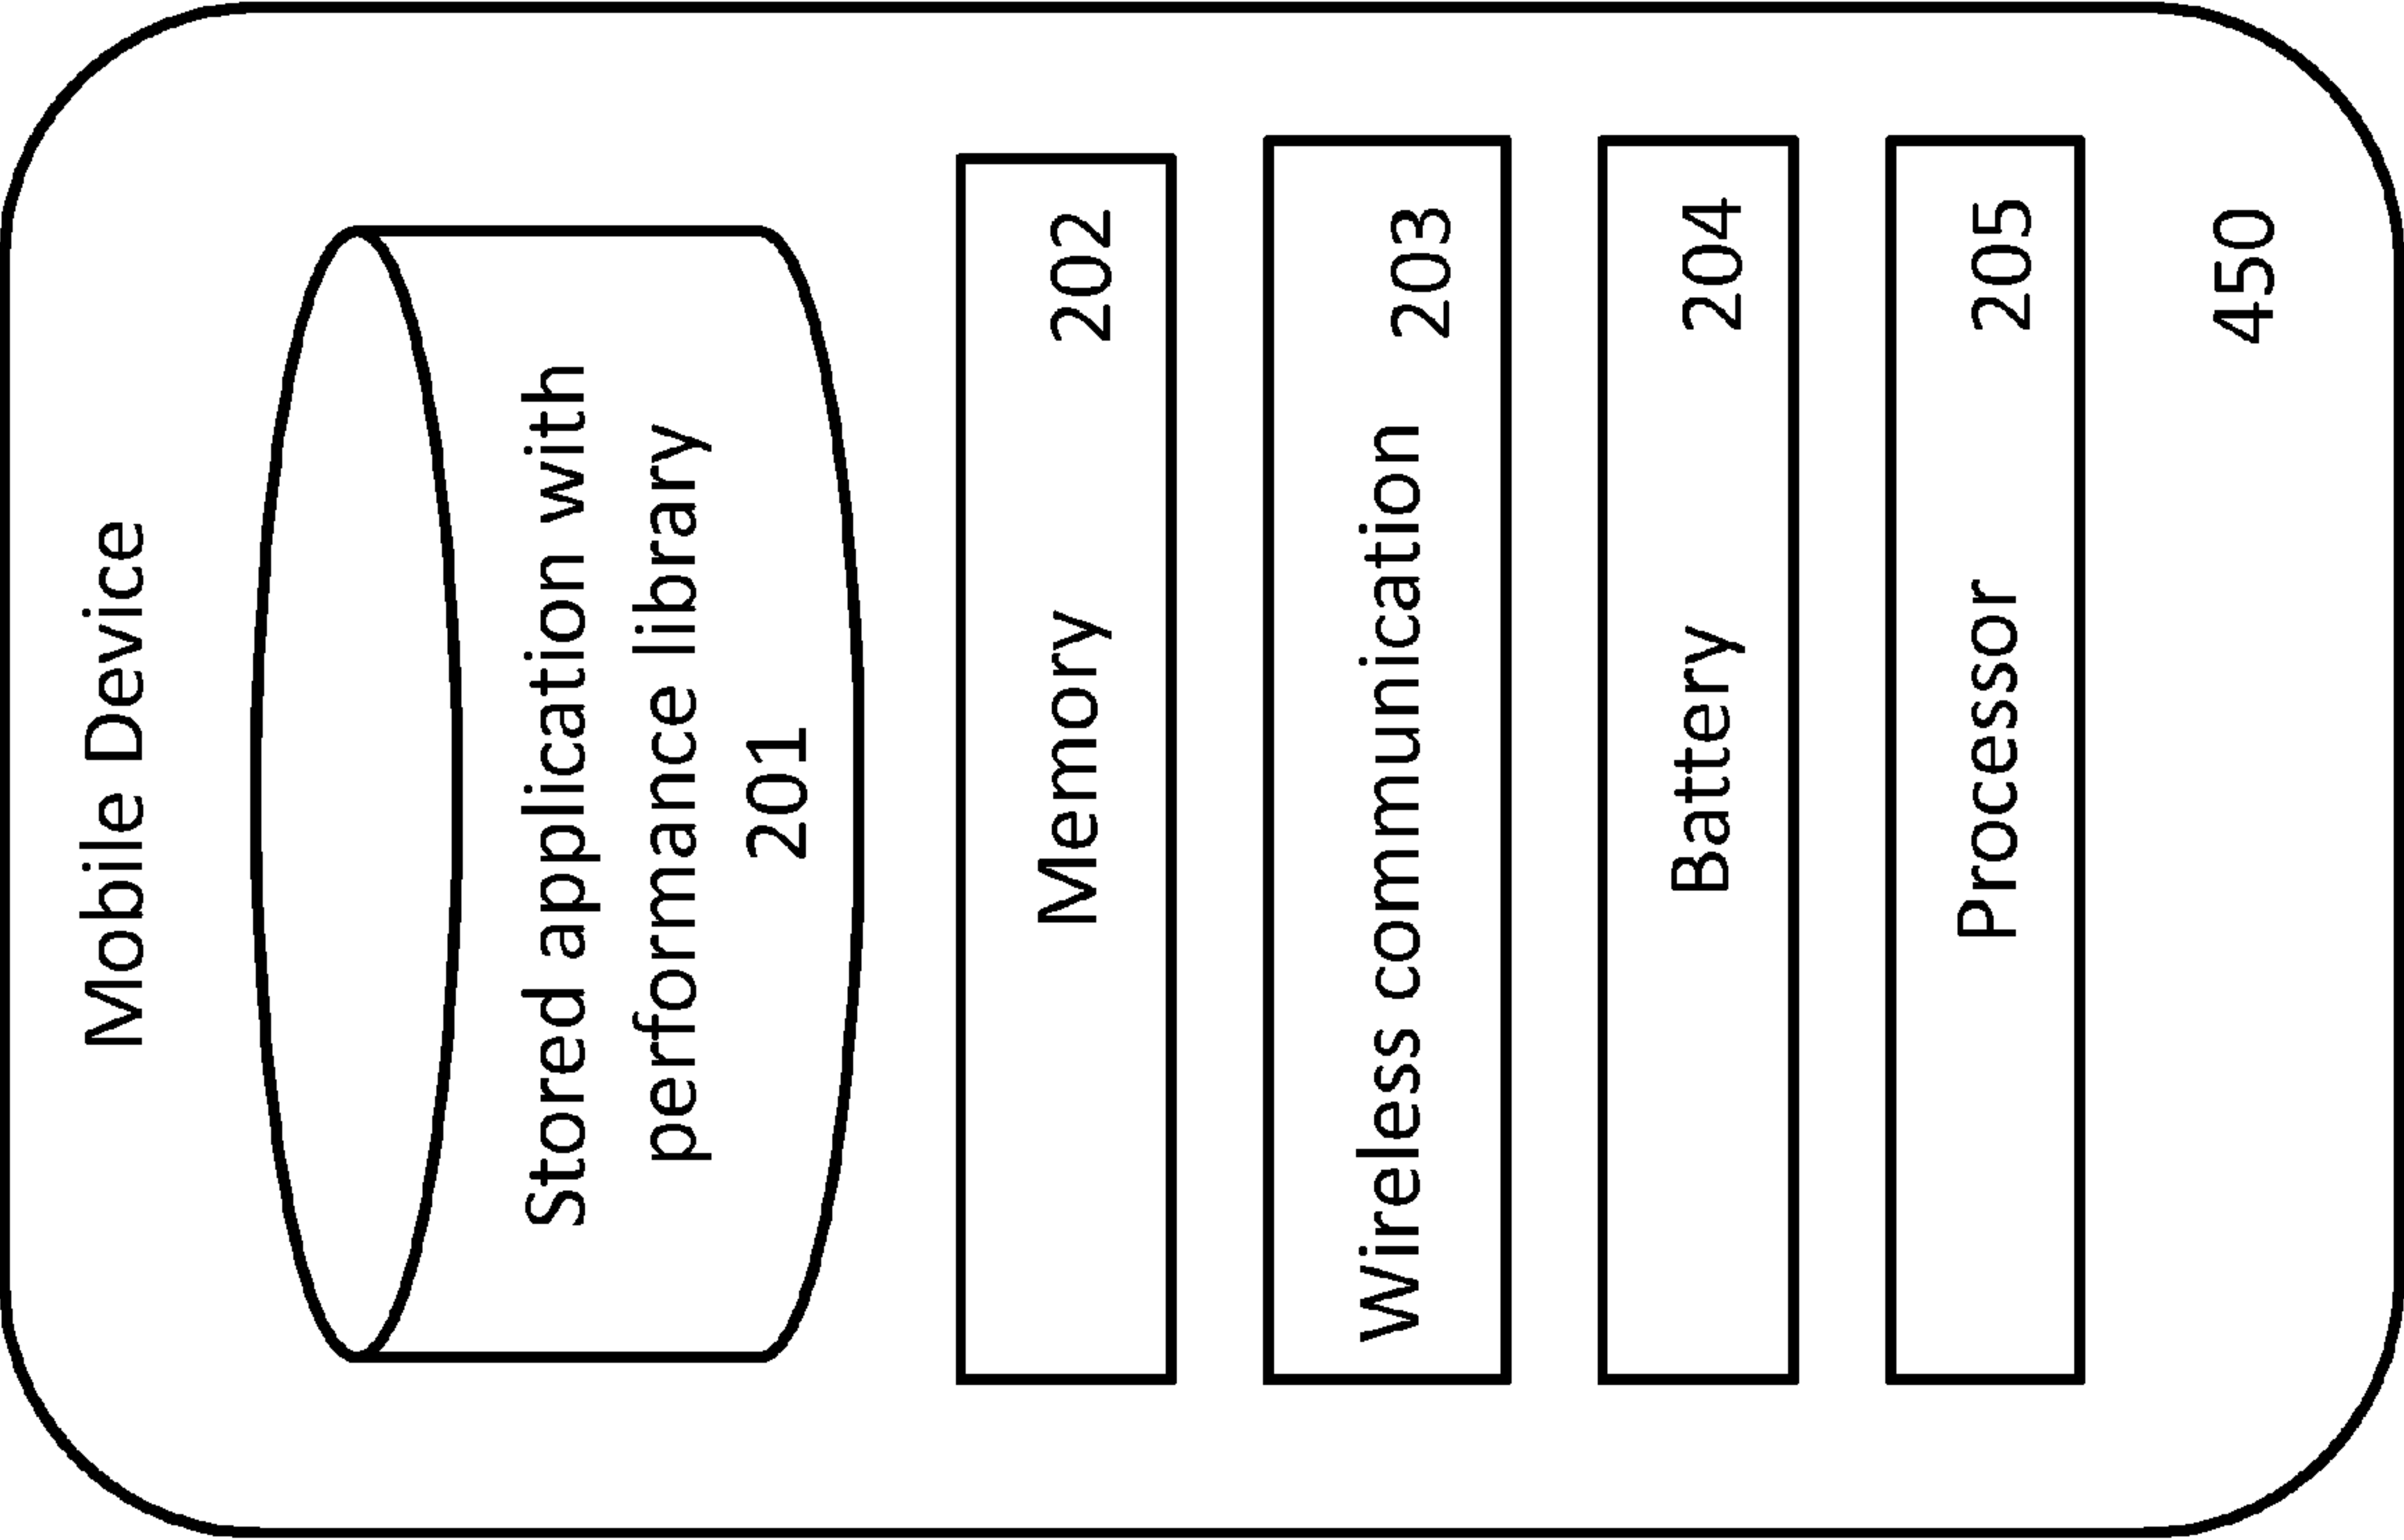 Mobile Device
Stored application with
performance library
201
Memory 202
Wireless communication 203
Battery 204
Processor 205
450